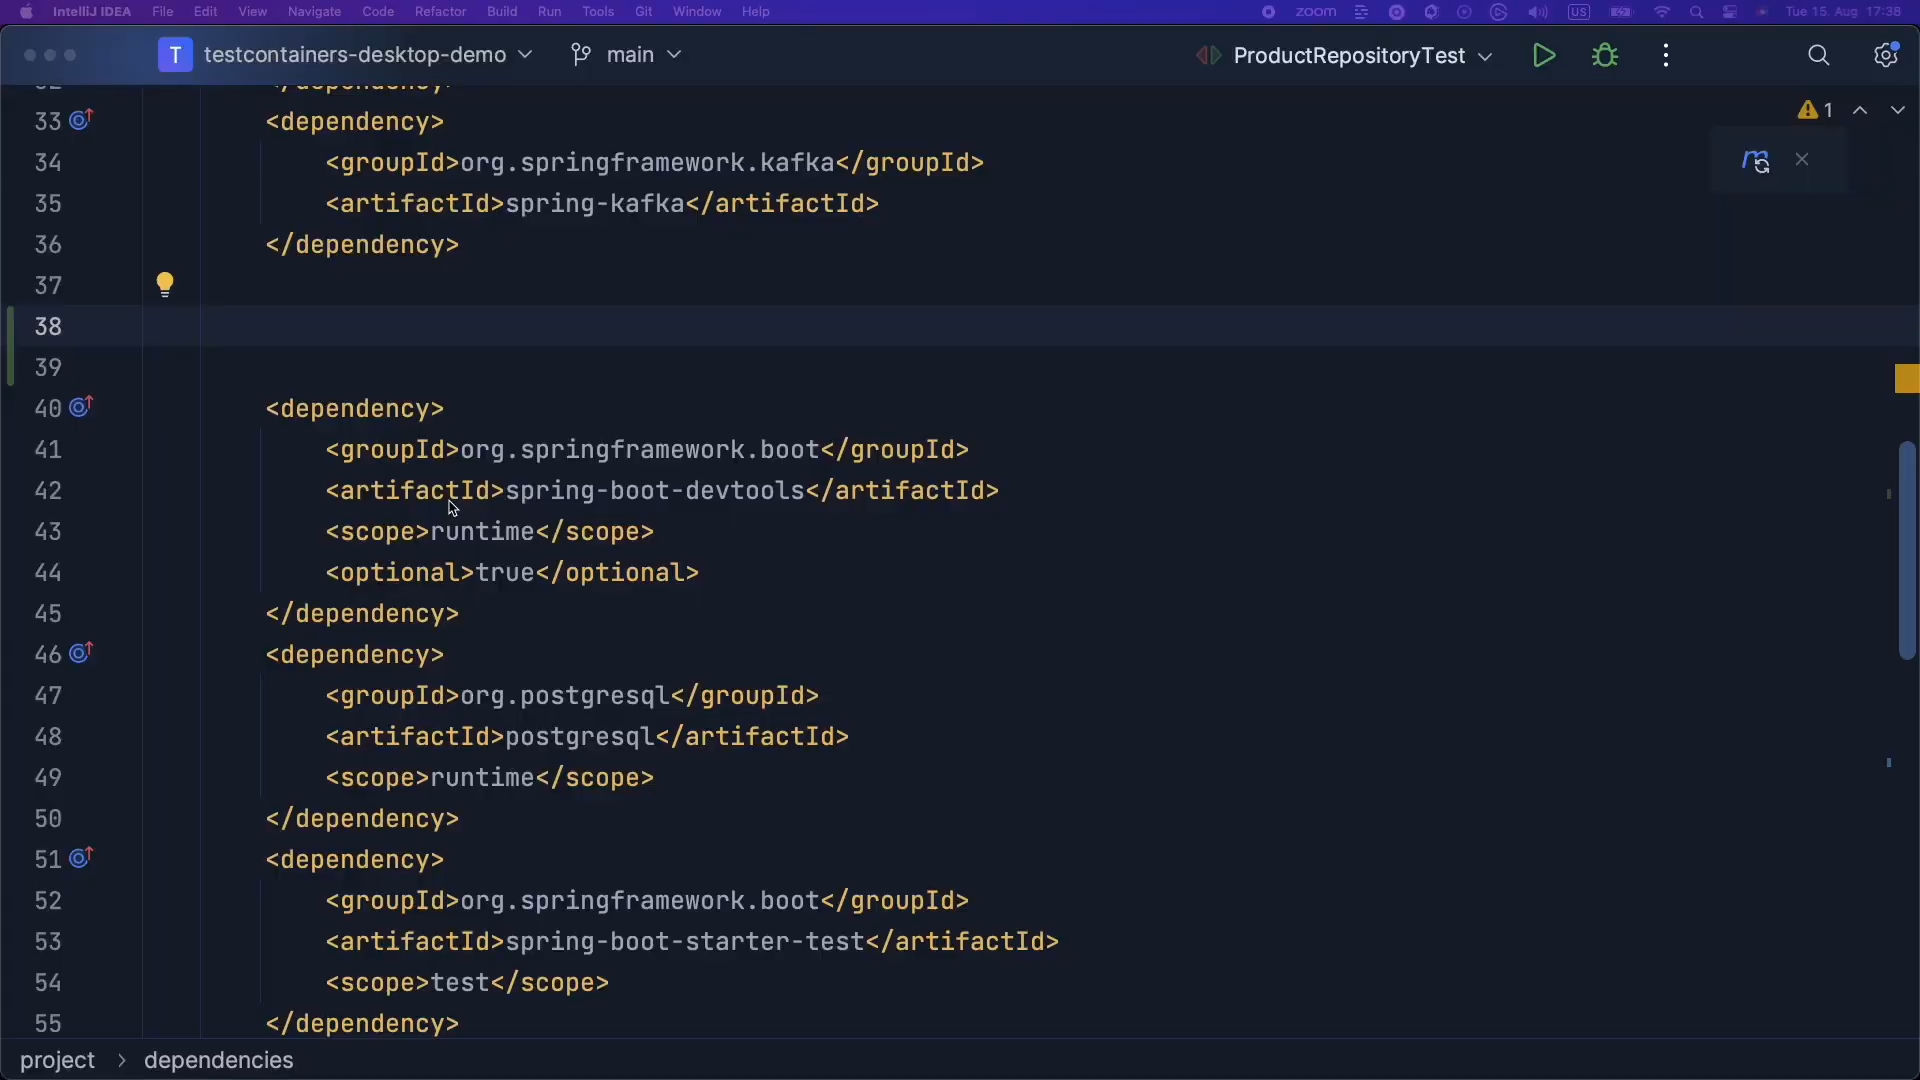 IntelliJ IDEA File Edit View Navigate Code Refactor Build Run Tools Git Window Help zoom US Tue 15. Aug 17:38
T testcontainers-desktop-demo main ProductRepositoryTest
32 </dependency>
33 <dependency> 1
34 <groupId>org.springframework.kafka</groupId>
35 <artifactId>spring-kafka</artifactId>
36 </dependency>
37
38
39
40 <dependency>
41 <groupId>org.springframework.boot</groupId>
42 <artifactId>spring-boot-devtools</artifactId>
43 <scope>runtime</scope>
44 <optional>true</optional>
45 </dependency>
46 <dependency>
47 <groupId>org.postgresql</groupId>
48 <artifactId>postgresql</artifactId>
49 <scope>runtime</scope>
50 </dependency>
51 <dependency>
52 <groupId>org.springframework.boot</groupId>
53 <artifactId>spring-boot-starter-test</artifactId>
54 <scope>test</scope>
55 </dependency>
project > dependencies